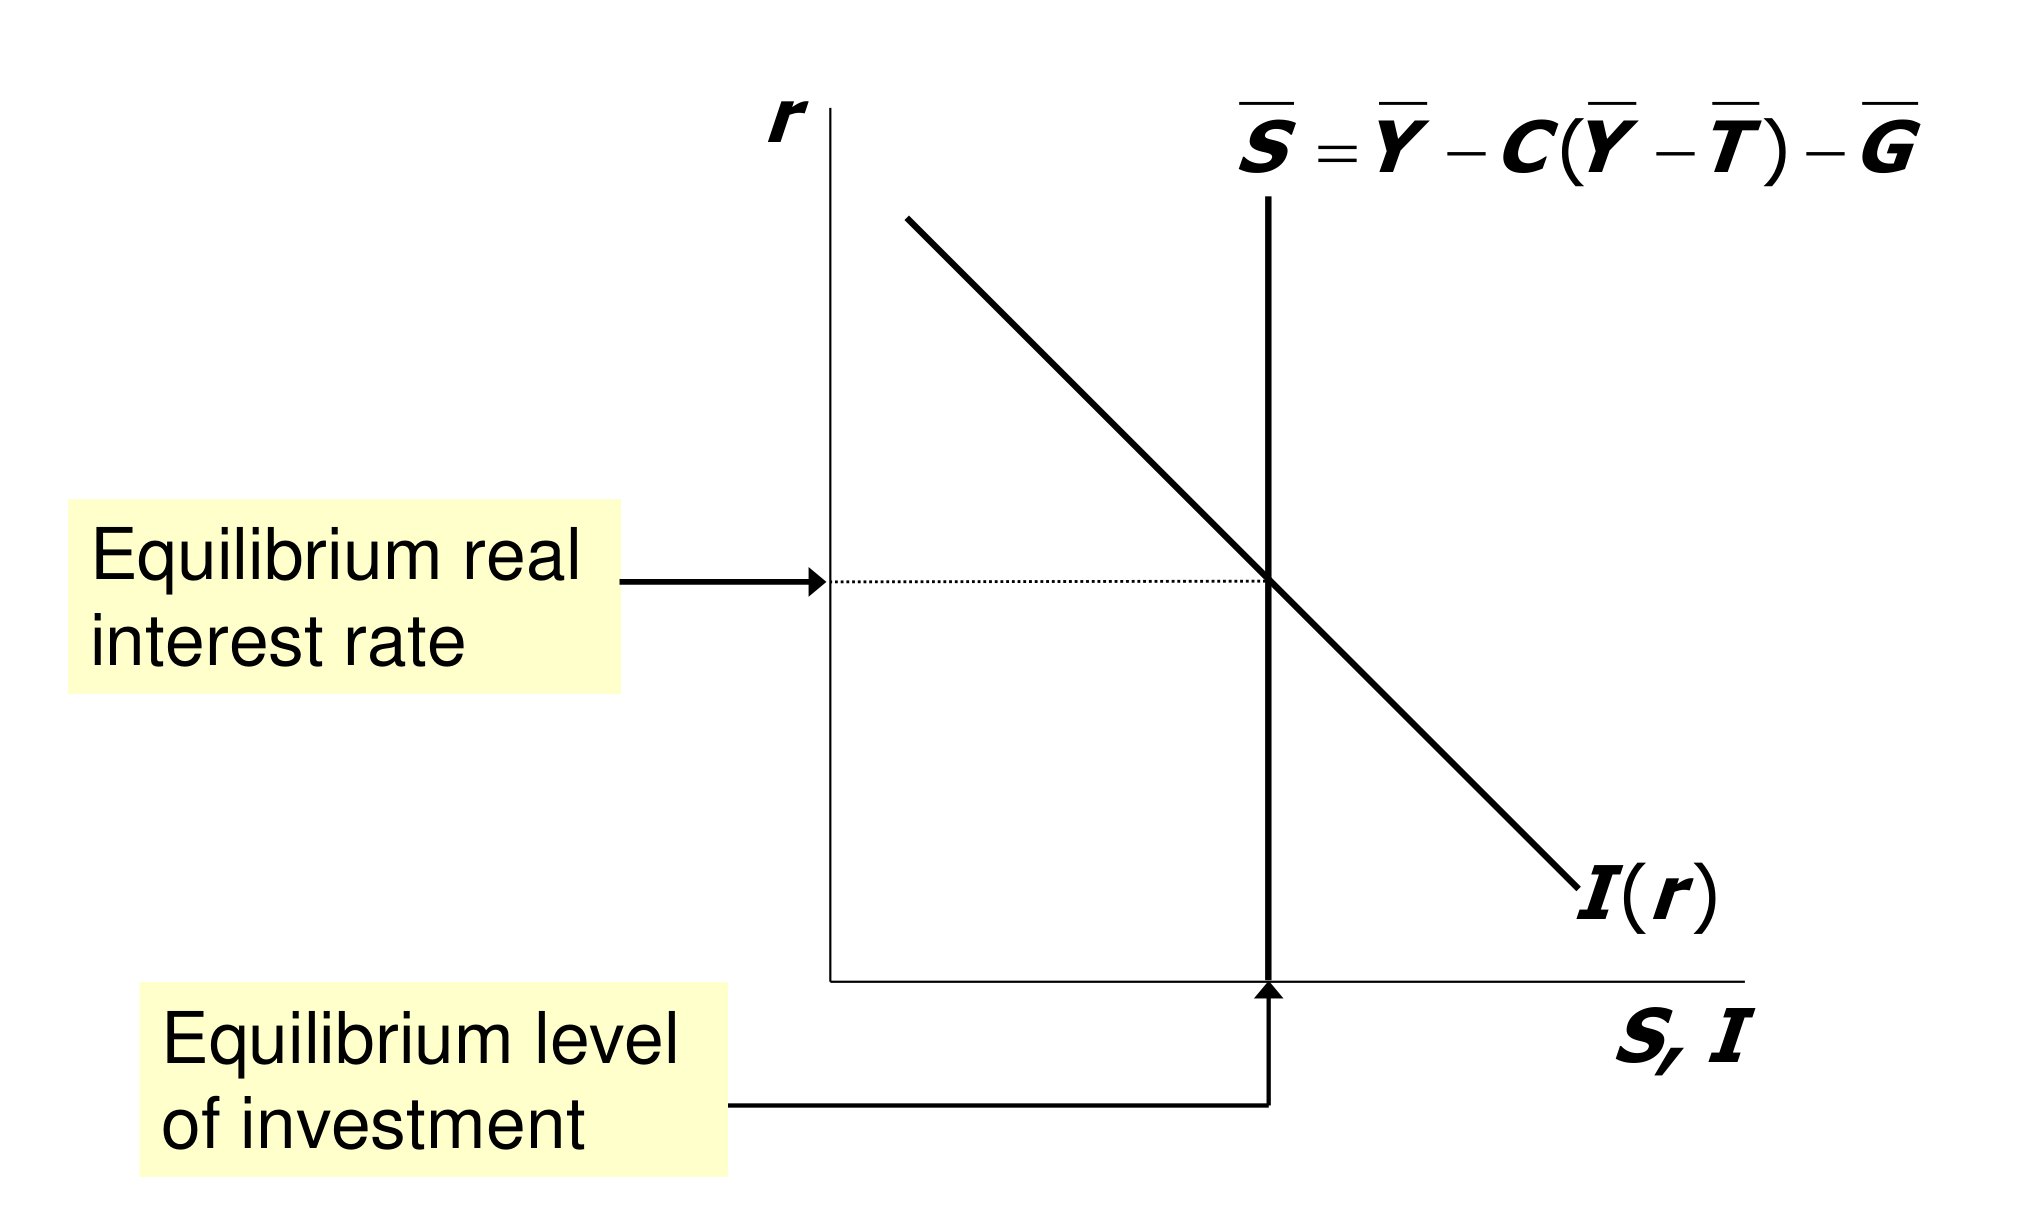 r
S̅ = Y̅ − C(Y̅ − T̅) − G̅
Equilibrium real
interest rate
I(r)
S, I
Equilibrium level
of investment